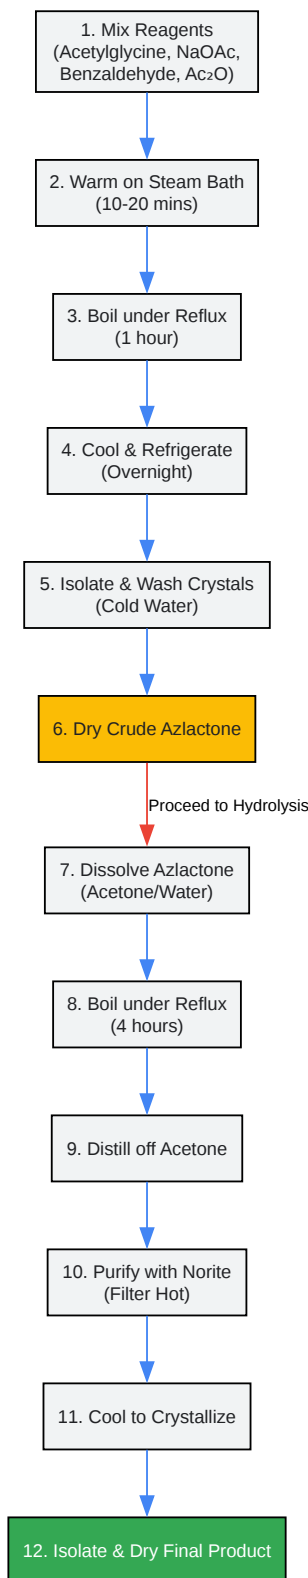 1. Mix Reagents
(Acetylglycine, NaOAc,
Benzaldehyde, Ac₂O)
2. Warm on Steam Bath
(10-20 mins)
3. Boil under Reflux
(1 hour)
4. Cool & Refrigerate
(Overnight)
5. Isolate & Wash Crystals
(Cold Water)
6. Dry Crude Azlactone
Proceed to Hydrolysis
7. Dissolve Azlactone
(Acetone/Water)
8. Boil under Reflux
(4 hours)
9. Distill off Acetone
10. Purify with Norite
(Filter Hot)
11. Cool to Crystallize
12. Isolate & Dry Final Product